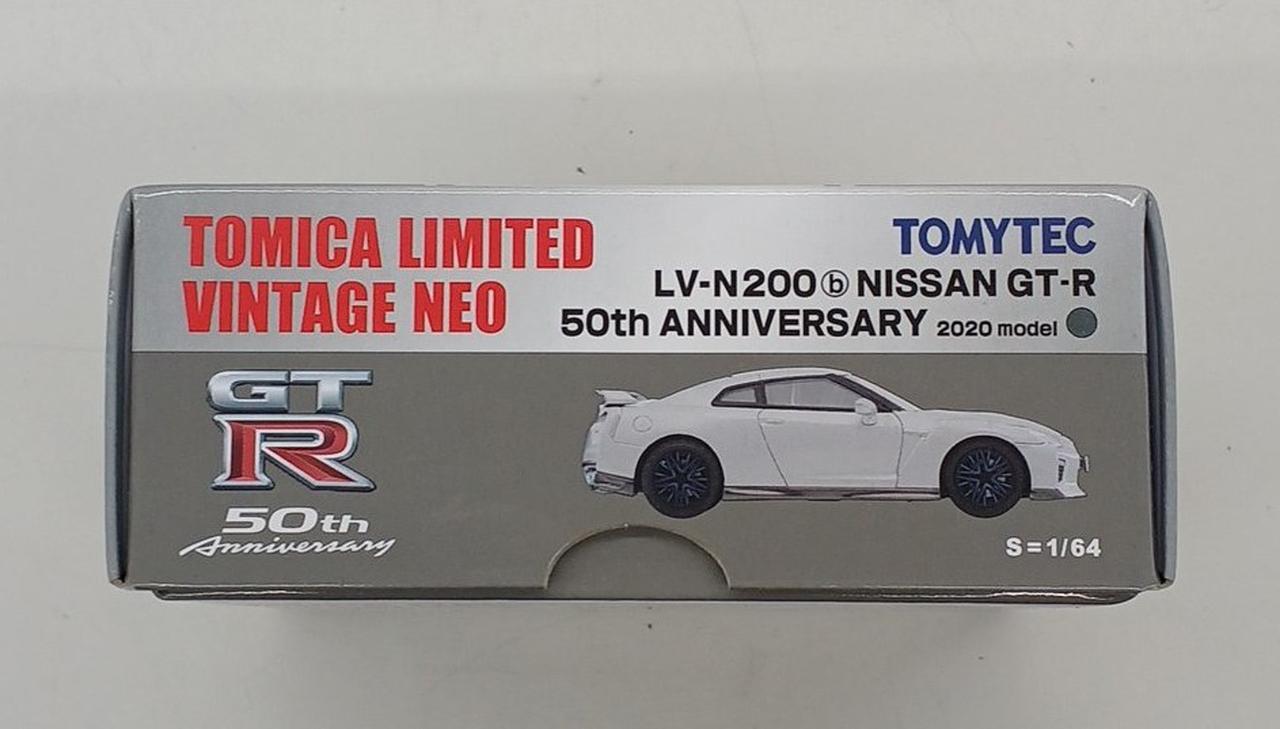 TOMICA LIMITED
VINTAGE NEO
TOMYTEC
LV-N200ⓑ NISSAN GT-R
50th ANNIVERSARY 2020 model
GT
R
50th
Anniversary
S=1/64